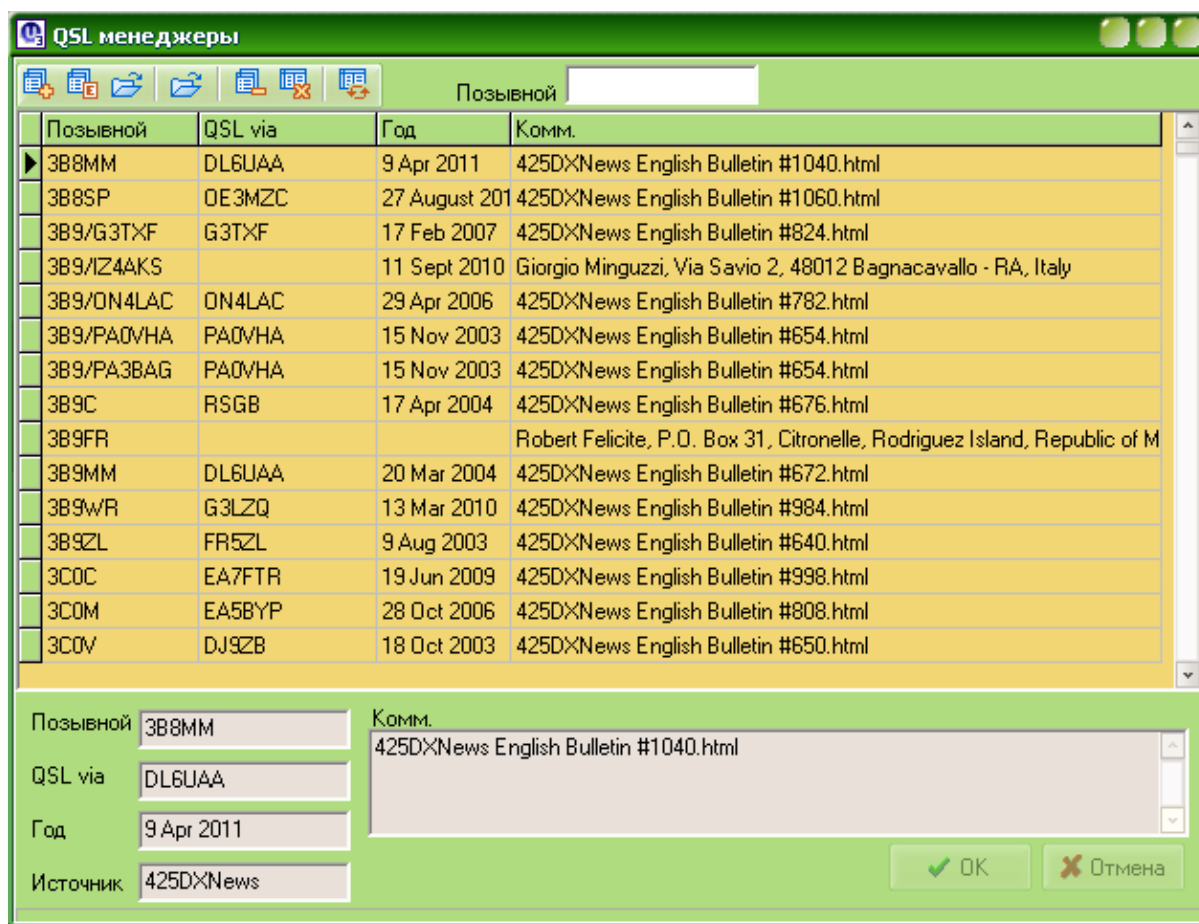 QSL менеджеры
Позывной
Позывной QSL via Год Комм.
3B8MM DL6UAA 9 Apr 2011 425DXNews English Bulletin #1040.html
3B8SP OE3MZC 27 August 201 425DXNews English Bulletin #1060.html
3B9/G3TXF G3TXF 17 Feb 2007 425DXNews English Bulletin #824.html
3B9/IZ4AKS 11 Sept 2010 Giorgio Minguzzi, Via Savio 2, 48012 Bagnacavallo - RA, Italy
3B9/ON4LAC ON4LAC 29 Apr 2006 425DXNews English Bulletin #782.html
3B9/PA0VHA PA0VHA 15 Nov 2003 425DXNews English Bulletin #654.html
3B9/PA3BAG PA0VHA 15 Nov 2003 425DXNews English Bulletin #654.html
3B9C RSGB 17 Apr 2004 425DXNews English Bulletin #676.html
3B9FR Robert Felicite, P.O. Box 31, Citronelle, Rodriguez Island, Republic of M
3B9MM DL6UAA 20 Mar 2004 425DXNews English Bulletin #672.html
3B9WR G3LZQ 13 Mar 2010 425DXNews English Bulletin #984.html
3B9ZL FR5ZL 9 Aug 2003 425DXNews English Bulletin #640.html
3C0C EA7FTR 19 Jun 2009 425DXNews English Bulletin #998.html
3C0M EA5BYP 28 Oct 2006 425DXNews English Bulletin #808.html
3C0V DJ9ZB 18 Oct 2003 425DXNews English Bulletin #650.html
Позывной 3B8MM
QSL via DL6UAA
Год 9 Apr 2011
Источник 425DXNews
Комм.
425DXNews English Bulletin #1040.html
OK Отмена